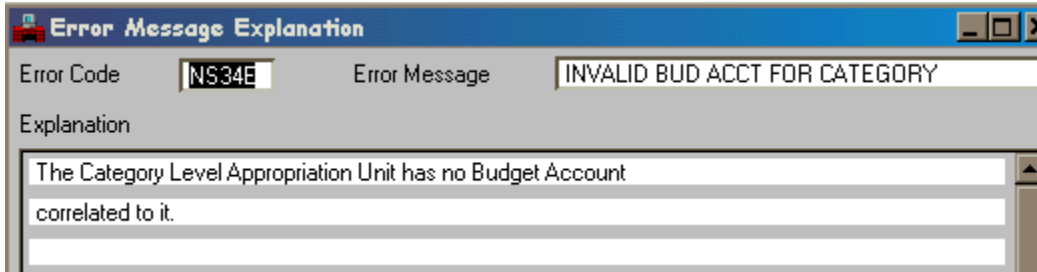 Error Message Explanation
Error Code NS34E Error Message INVALID BUD ACCT FOR CATEGORY
Explanation
The Category Level Appropriation Unit has no Budget Account
correlated to it.